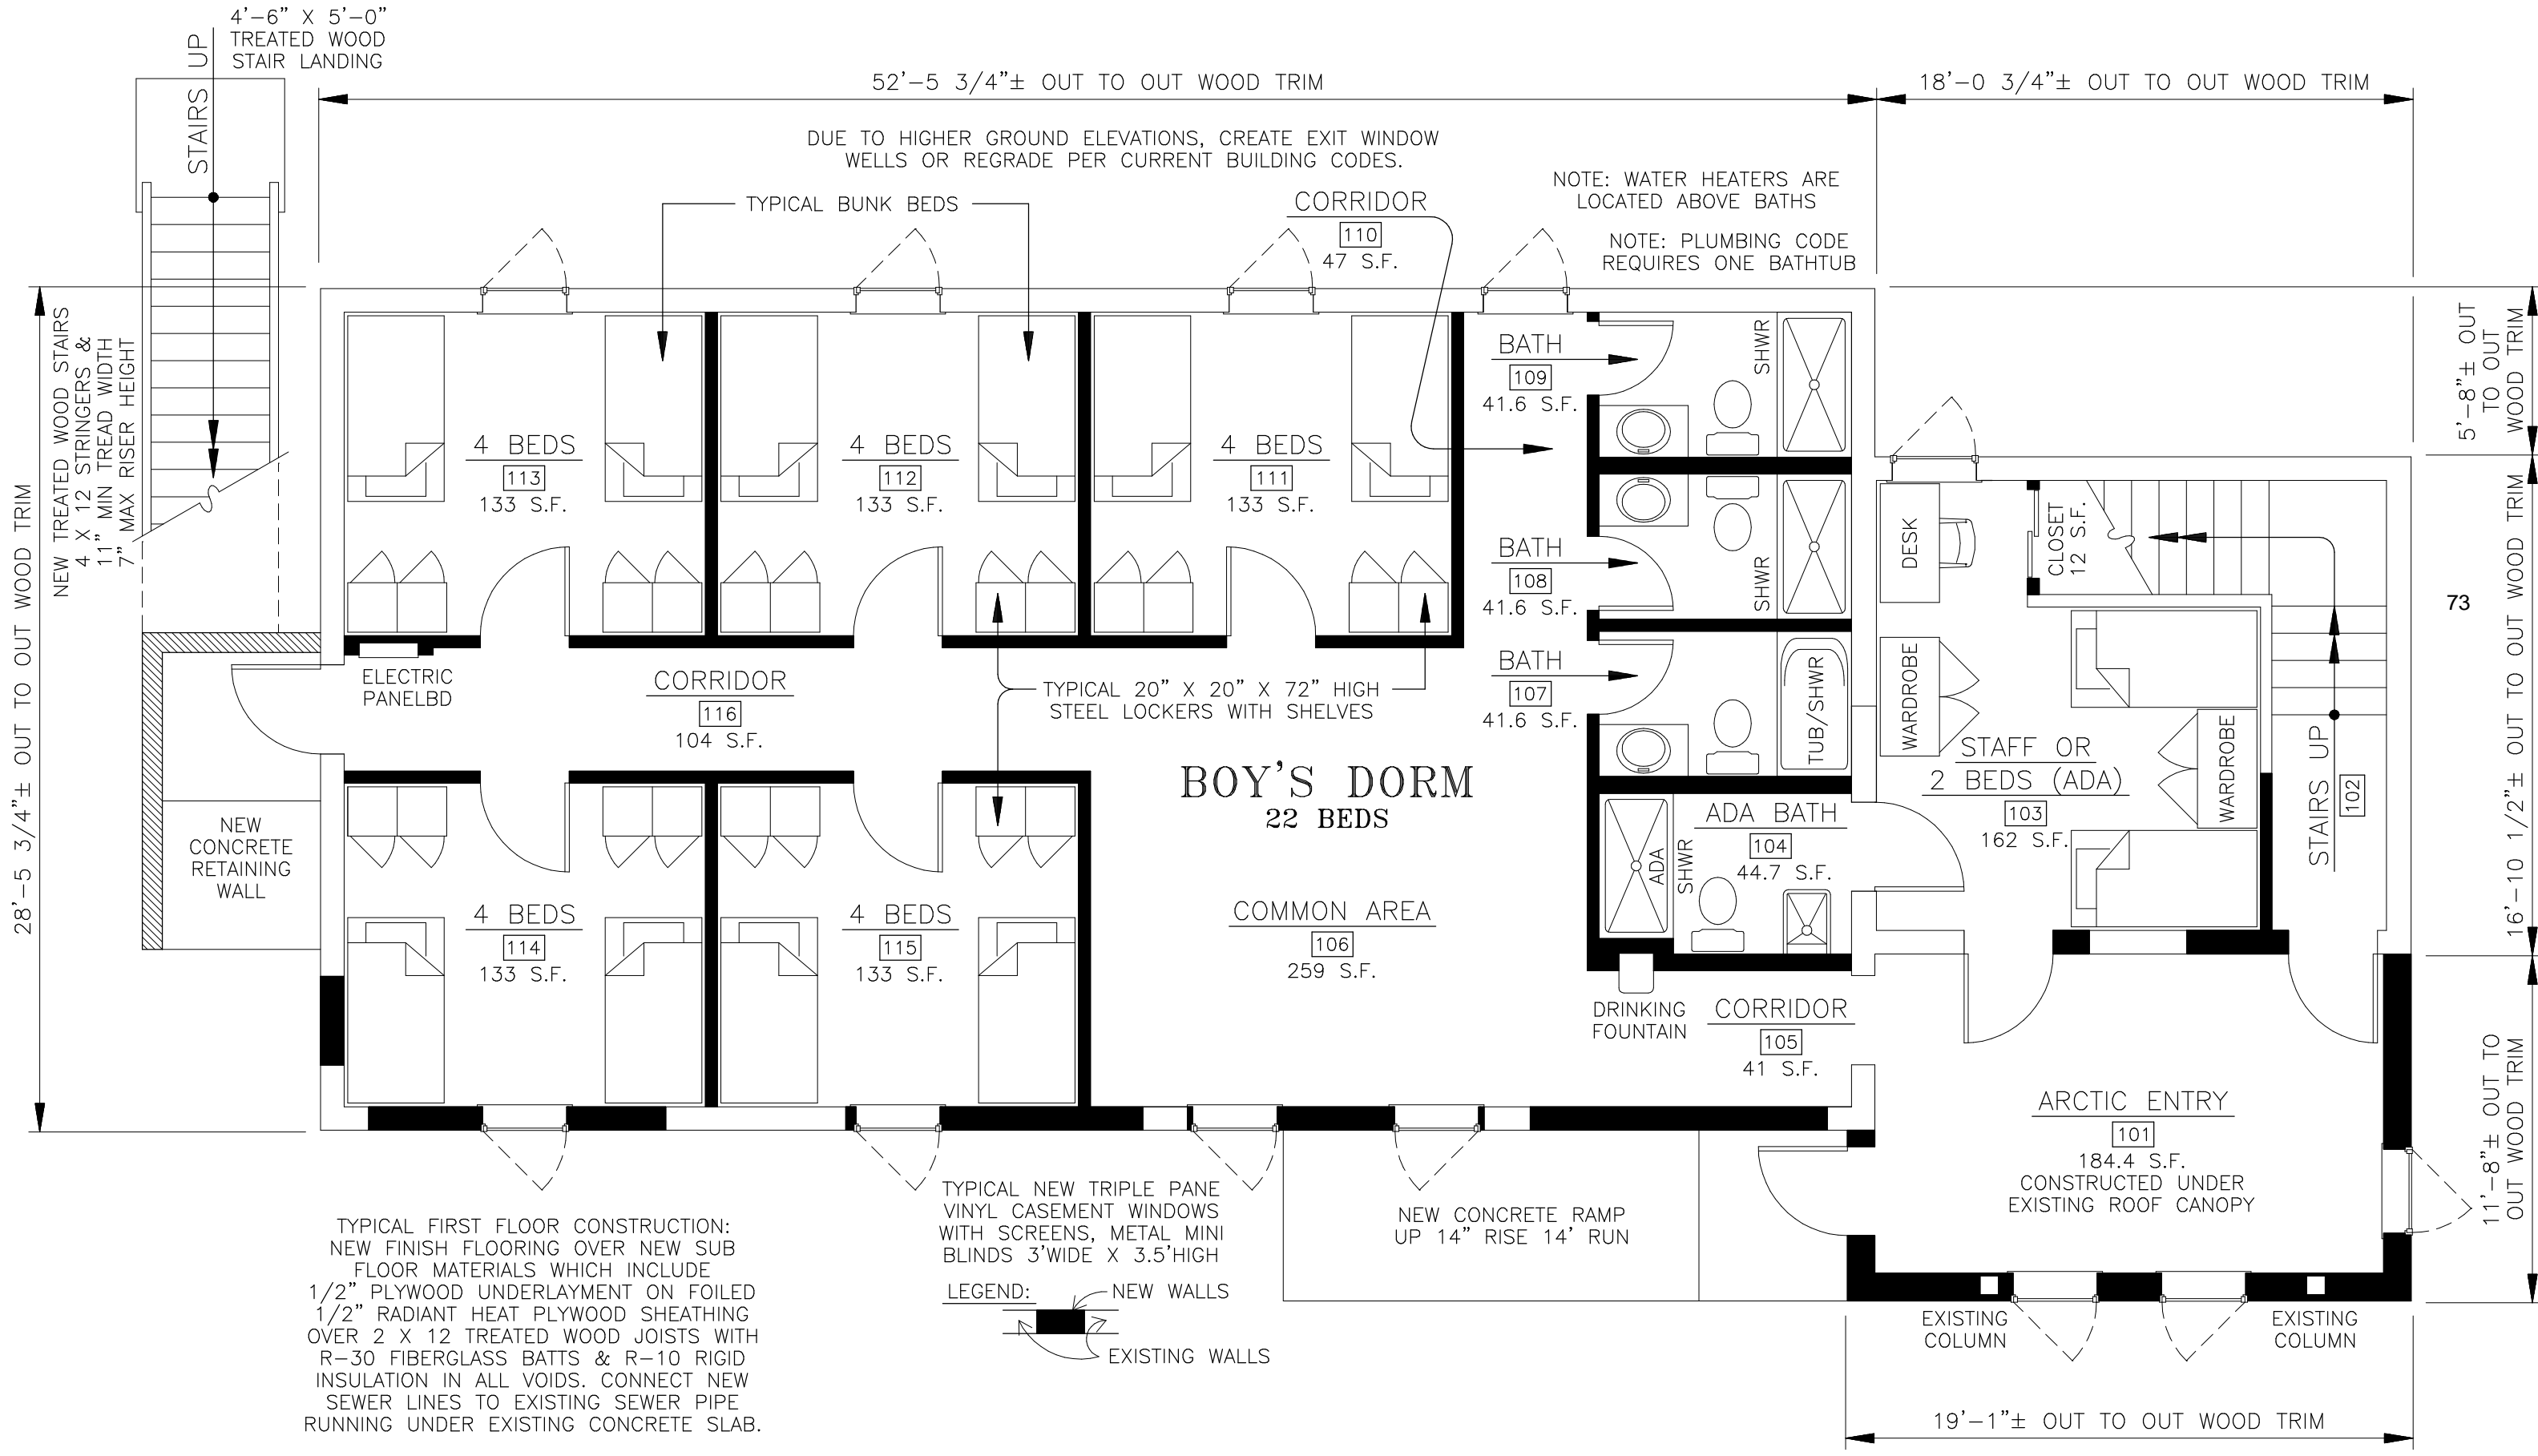 4'-6" X 5'-0"
TREATED WOOD
STAIR LANDING
STAIRS UP
52'-5 3/4"± OUT TO OUT WOOD TRIM
18'-0 3/4"± OUT TO OUT WOOD TRIM
DUE TO HIGHER GROUND ELEVATIONS, CREATE EXIT WINDOW
WELLS OR REGRADE PER CURRENT BUILDING CODES.
TYPICAL BUNK BEDS
CORRIDOR
110
47 S.F.
NOTE: WATER HEATERS ARE
LOCATED ABOVE BATHS
NOTE: PLUMBING CODE
REQUIRES ONE BATHTUB
28'-5 3/4"± OUT TO OUT WOOD TRIM
NEW TREATED WOOD STAIRS
4 X 12 STRINGERS &
11" MIN TREAD WIDTH
7" MAX RISER HEIGHT
4 BEDS
113
133 S.F.
4 BEDS
112
133 S.F.
4 BEDS
111
133 S.F.
BATH
109
41.6 S.F.
SHWR
BATH
108
41.6 S.F.
SHWR
BATH
107
41.6 S.F.
TUB/SHWR
DESK
CLOSET
12 S.F.
5'-8"± OUT
TO OUT
WOOD TRIM
73
16'-10 1/2"± OUT TO OUT WOOD TRIM
ELECTRIC
PANELBD
CORRIDOR
116
104 S.F.
TYPICAL 20" X 20" X 72" HIGH
STEEL LOCKERS WITH SHELVES
WARDROBE
STAFF OR
2 BEDS (ADA)
103
162 S.F.
WARDROBE
STAIRS UP
102
BOY'S DORM
22 BEDS
NEW
CONCRETE
RETAINING
WALL
ADA BATH
104
44.7 S.F.
ADA
SHWR
4 BEDS
114
133 S.F.
4 BEDS
115
133 S.F.
COMMON AREA
106
259 S.F.
DRINKING
FOUNTAIN
CORRIDOR
105
41 S.F.
ARCTIC ENTRY
101
184.4 S.F.
CONSTRUCTED UNDER
EXISTING ROOF CANOPY
11'-8"± OUT TO
OUT WOOD TRIM
TYPICAL NEW TRIPLE PANE
VINYL CASEMENT WINDOWS
WITH SCREENS, METAL MINI
BLINDS 3'WIDE X 3.5'HIGH
NEW CONCRETE RAMP
UP 14" RISE 14' RUN
TYPICAL FIRST FLOOR CONSTRUCTION:
NEW FINISH FLOORING OVER NEW SUB
FLOOR MATERIALS WHICH INCLUDE
1/2" PLYWOOD UNDERLAYMENT ON FOILED
1/2" RADIANT HEAT PLYWOOD SHEATHING
OVER 2 X 12 TREATED WOOD JOISTS WITH
R-30 FIBERGLASS BATTS & R-10 RIGID
INSULATION IN ALL VOIDS. CONNECT NEW
SEWER LINES TO EXISTING SEWER PIPE
RUNNING UNDER EXISTING CONCRETE SLAB.
LEGEND:
NEW WALLS
EXISTING WALLS
EXISTING
COLUMN
EXISTING
COLUMN
19'-1"± OUT TO OUT WOOD TRIM